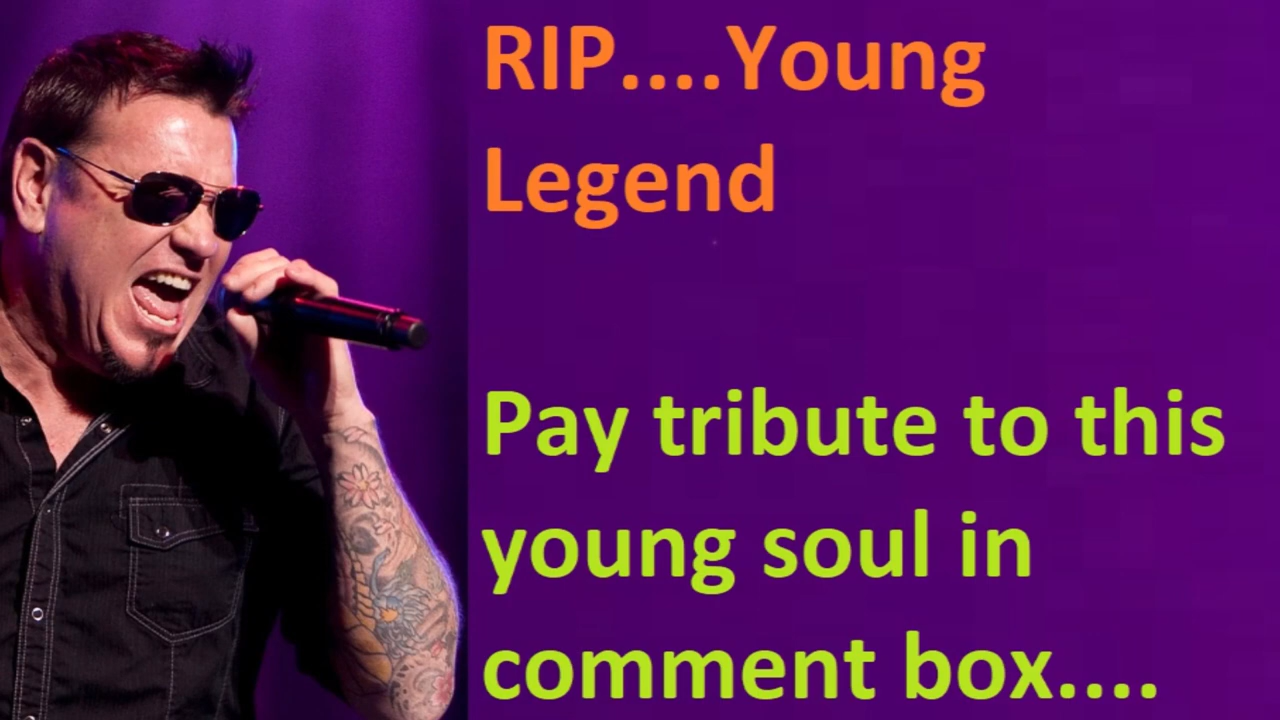 RIP....Young
Legend
Pay tribute to this
young soul in
comment box....